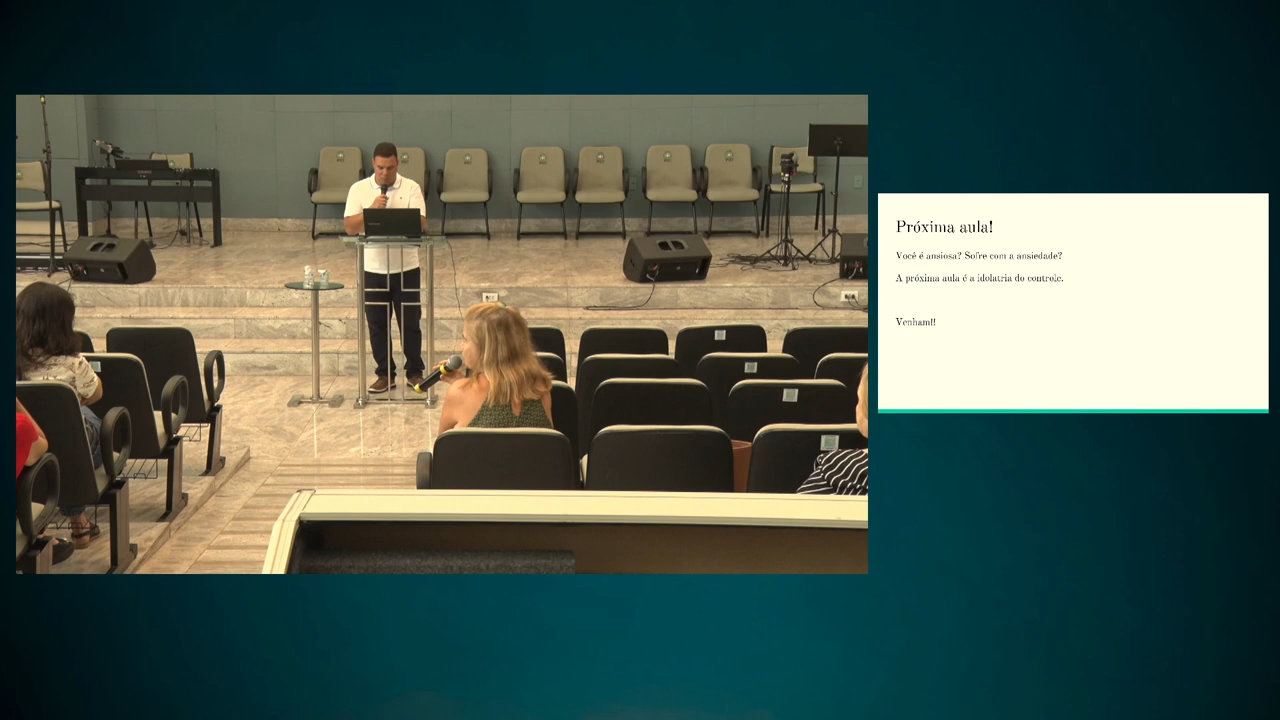 Próxima aula!
Você é ansiosa? Sofre com a ansiedade?
A próxima aula é a idolatria do controle.
Venham!!